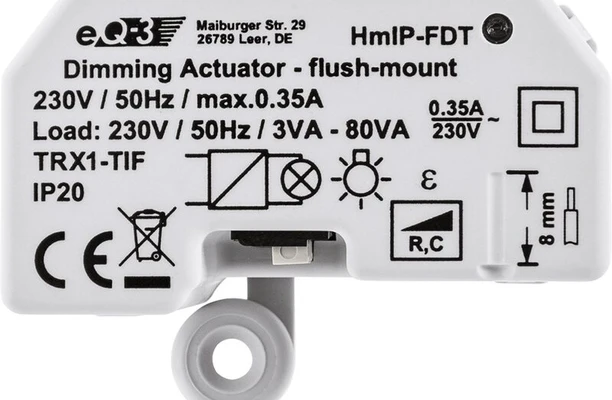 eQ-3
Maiburger Str. 29
26789 Leer, DE
HmIP-FDT
Dimming Actuator - flush-mount
230V / 50Hz / max.0.35A
Load: 230V / 50Hz / 3VA - 80VA
0.35A
230V ~
TRX1-TIF
IP20
ε
R,C
8 mm
CE